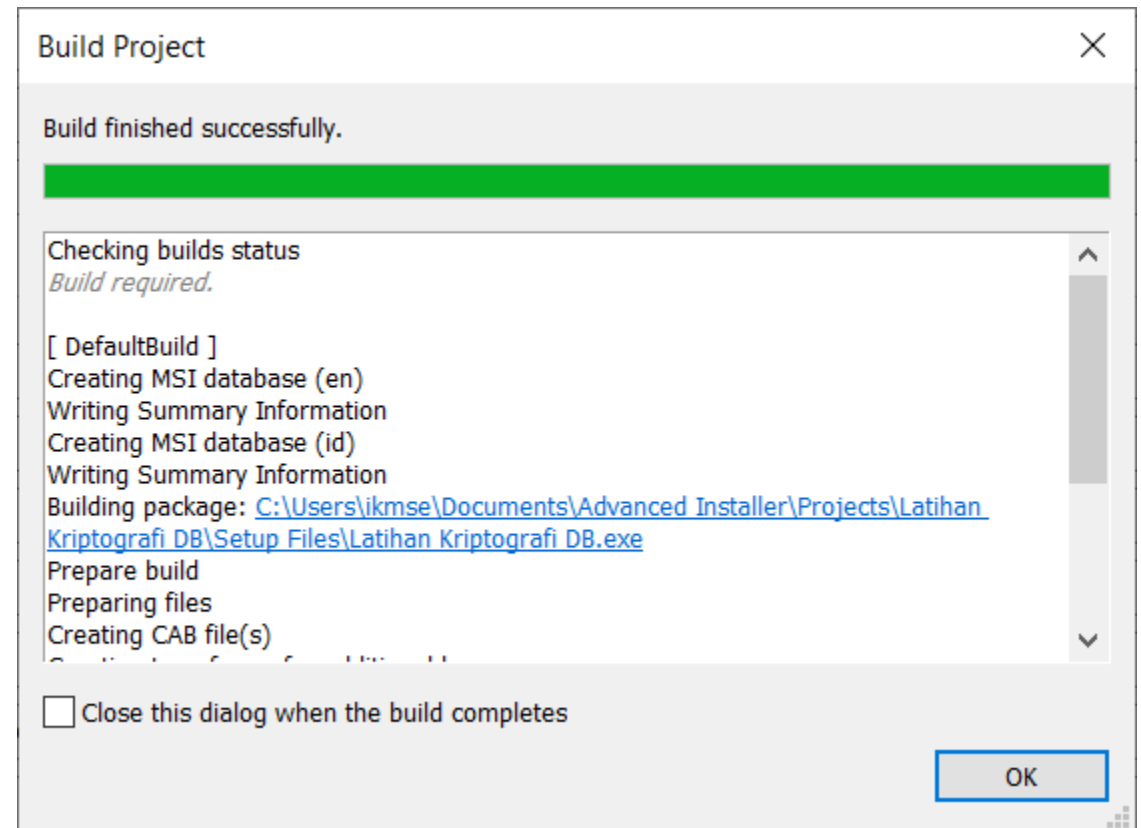 Build Project
Build finished successfully.
Checking builds status
Build required.
[ DefaultBuild ]
Creating MSI database (en)
Writing Summary Information
Creating MSI database (id)
Writing Summary Information
Building package: C:\Users\ikmse\Documents\Advanced Installer\Projects\Latihan
Kriptografi DB\Setup Files\Latihan Kriptografi DB.exe
Prepare build
Preparing files
Creating CAB file(s)
Close this dialog when the build completes
OK